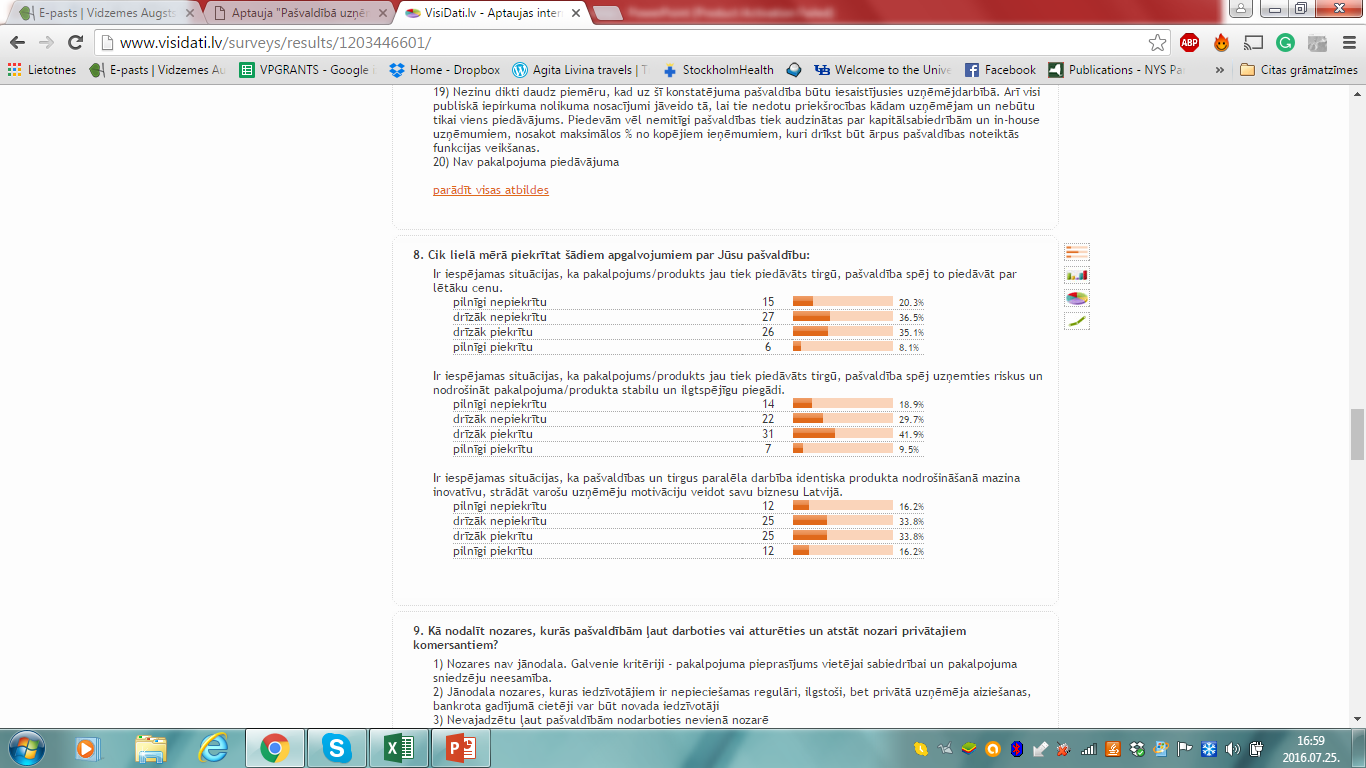 E-pasts | Vidzemes Augsts
Aptauja "Pašvaldībā uzņē
VisiDati.lv - Aptaujas inter
www.visidati.lv/surveys/results/1203446601/
ABP
Lietotnes
E-pasts | Vidzemes Au
VPGRANTS - Google
Home - Dropbox
Agita Livina travels | T
StockholmHealth
Welcome to the Unive
Facebook
Publications - NYS Pa
»
Citas grāmatzīmes
19) Nezinu dikti daudz piemēru, kad uz šī konstatējuma pašvaldība būtu iesaistījusies uzņēmējdarbībā. Arī visi
publiskā iepirkuma nolikuma nosacījumi jāveido tā, lai tie nedotu priekšrocības kādam uzņēmējam un nebūtu
tikai viens piedāvājums. Piedevām vēl nemitīgi pašvaldības tiek audzinātas par kapitālsabiedrībām un in-house
uzņēmumiem, nosakot maksimālos % no kopējiem ieņēmumiem, kuri drīkst būt ārpus pašvaldības noteiktās
funkcijas veikšanas.
20) Nav pakalpojuma piedāvājuma
parādīt visas atbildes
8. Cik lielā mērā piekrītat šādiem apgalvojumiem par Jūsu pašvaldību:
Ir iespējamas situācijas, ka pakalpojums/produkts jau tiek piedāvāts tirgū, pašvaldība spēj to piedāvāt par
lētāku cenu.
pilnīgi nepiekrītu 15 20.3%
drīzāk nepiekrītu 27 36.5%
drīzāk piekrītu 26 35.1%
pilnīgi piekrītu 6 8.1%
Ir iespējamas situācijas, ka pakalpojums/produkts jau tiek piedāvāts tirgū, pašvaldība spēj uzņemties riskus un
nodrošināt pakalpojuma/produkta stabilu un ilgtspējīgu piegādi.
pilnīgi nepiekrītu 14 18.9%
drīzāk nepiekrītu 22 29.7%
drīzāk piekrītu 31 41.9%
pilnīgi piekrītu 7 9.5%
Ir iespējamas situācijas, ka pašvaldības un tirgus paralēla darbība identiska produkta nodrošināšanā mazina
inovatīvu, strādāt varošu uzņēmēju motivāciju veidot savu biznesu Latvijā.
pilnīgi nepiekrītu 12 16.2%
drīzāk nepiekrītu 25 33.8%
drīzāk piekrītu 25 33.8%
pilnīgi piekrītu 12 16.2%
9. Kā nodalīt nozares, kurās pašvaldībām ļaut darboties vai atturēties un atstāt nozari privātajiem
komersantiem?
1) Nozares nav jānodala. Galvenie kritēriji - pakalpojuma pieprasījums vietējai sabiedrībai un pakalpojuma
sniedzēju neesamība.
2) Jānodala nozares, kuras iedzīvotājiem ir nepieciešamas regulāri, ilgstoši, bet privātā uzņēmēja aiziešanas,
bankrota gadījumā cietēji var būt novada iedzīvotāji
3) Nevajadzētu ļaut pašvaldībām nodarboties nevienā nozarē
16:59
2016.07.25.